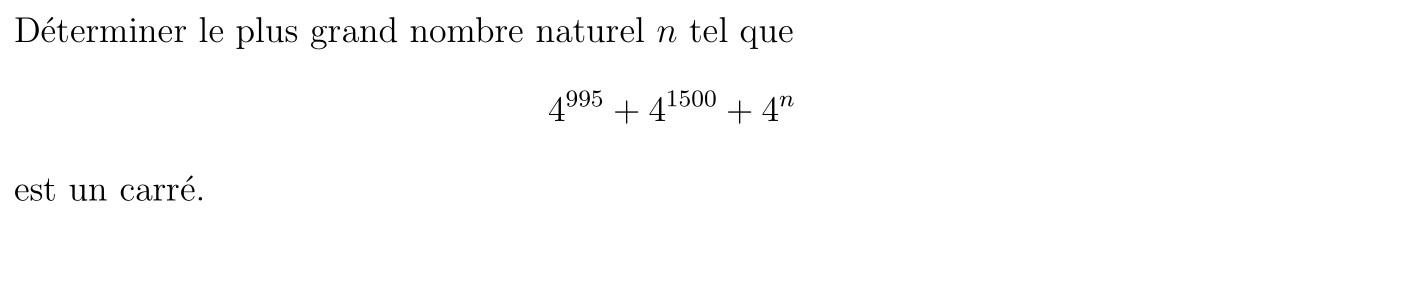 Déterminer le plus grand nombre naturel n tel que
4^{995} + 4^{1500} + 4^n
est un carré.